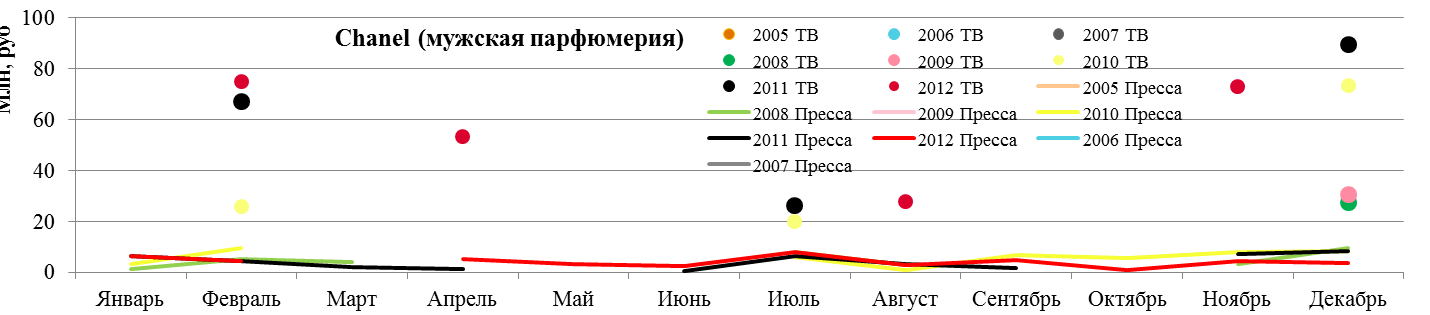 100
Млн, руб
Chanel (мужская парфюмерия)
2005 ТВ 2006 ТВ 2007 ТВ
80
2008 ТВ 2009 ТВ 2010 ТВ
2011 ТВ 2012 ТВ 2005 Пресса
60
2008 Пресса 2009 Пресса 2010 Пресса
2011 Пресса 2012 Пресса 2006 Пресса
40
2007 Пресса
20
0
Январь Февраль Март Апрель Май Июнь Июль Август Сентябрь Октябрь Ноябрь Декабрь